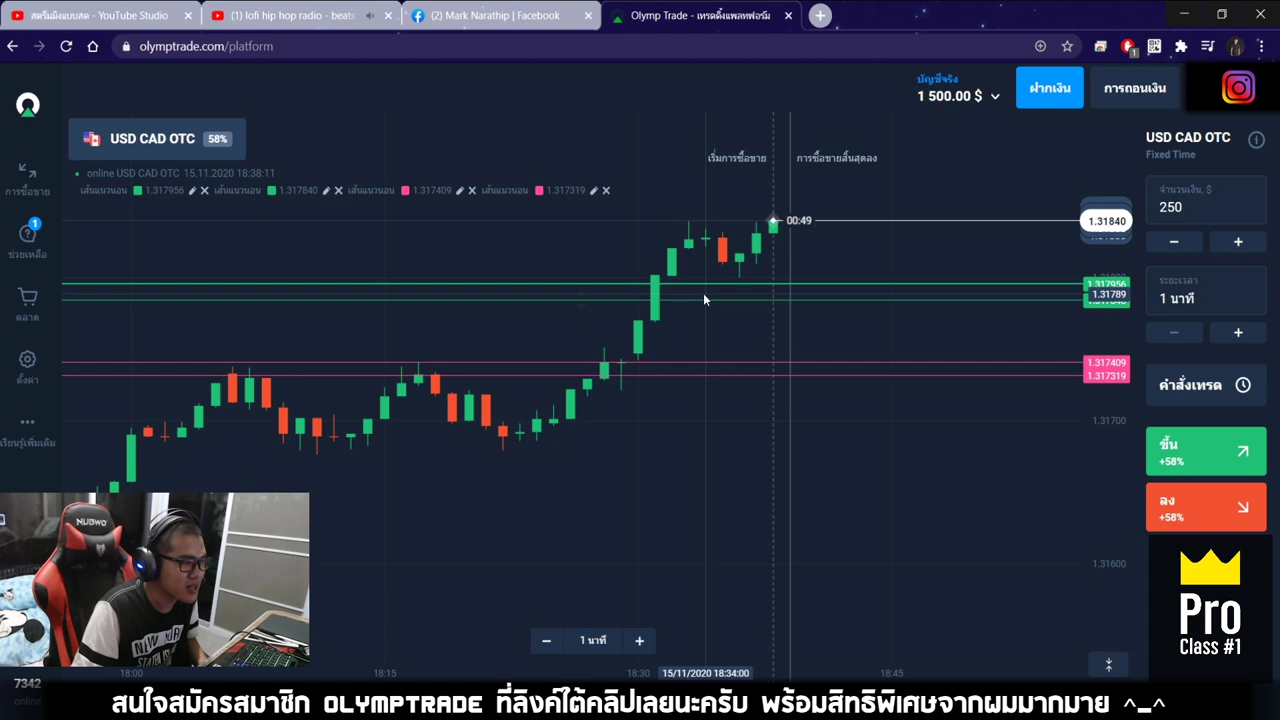 สตรีมมิงแบบสด - YouTube Studio
(1) lofi hip hop radio - beats
(2) Mark Narathip | Facebook
Olymp Trade - เทรดดิ้งแพลทฟอร์ม
olymptrade.com/platform
บัญชีจริง
1 500.00 $
ฝากเงิน
การถอนเงิน
USD CAD OTC 58%
online USD CAD OTC 15.11.2020 18:38:11
เส้นแนวนอน 1.317956 เส้นแนวนอน 1.317840 เส้นแนวนอน 1.317409 เส้นแนวนอน 1.317319
เริ่มการซื้อขาย
การซื้อขายสิ้นสุดลง
00:49
1.31840
1.317956
1.31789
1.317409
1.317319
1.31700
1.31600
การซื้อขาย
1
ช่วยเหลือ
ตลาด
ตั้งค่า
เรียนรู้เพิ่มเติม
USD CAD OTC
Fixed Time
จำนวนเงิน, $
250
ระยะเวลา
1 นาที
คำสั่งเทรด
ขึ้น
+58%
ลง
+58%
Pro
Class #1
NUBWO
1 นาที
18:00
18:15
18:30
15/11/2020 18:34:00
18:45
7342
online
สนใจสมัครสมาชิก OLYMPTRADE ที่ลิงค์ใต้คลิปเลยนะครับ พร้อมสิทธิพิเศษจากผมมากมาย ^_^